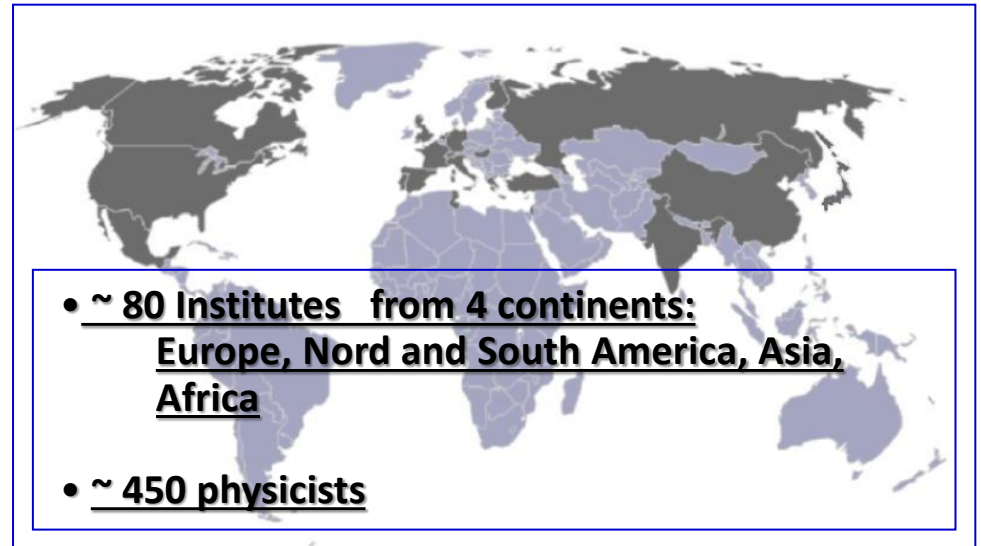 • ~ 80 Institutes   from 4 continents:
Europe, Nord and South America, Asia,
Africa
• ~ 450 physicists